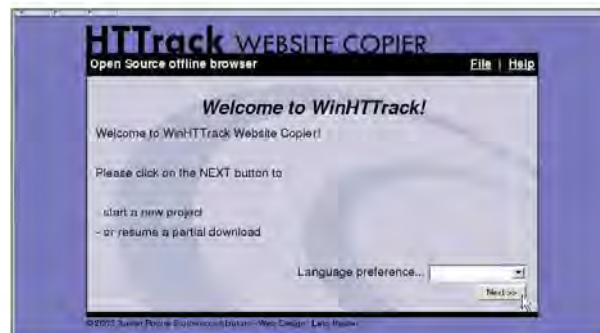 HTTrack WEBSITE COPIER
Open Source offline browser
File | Help
Welcome to WinHTTrack!
Welcome to WinHTTrack Website Copier!
Please click on the NEXT button to
- start a new project
- or resume a partial download
Language preference...
Next >>